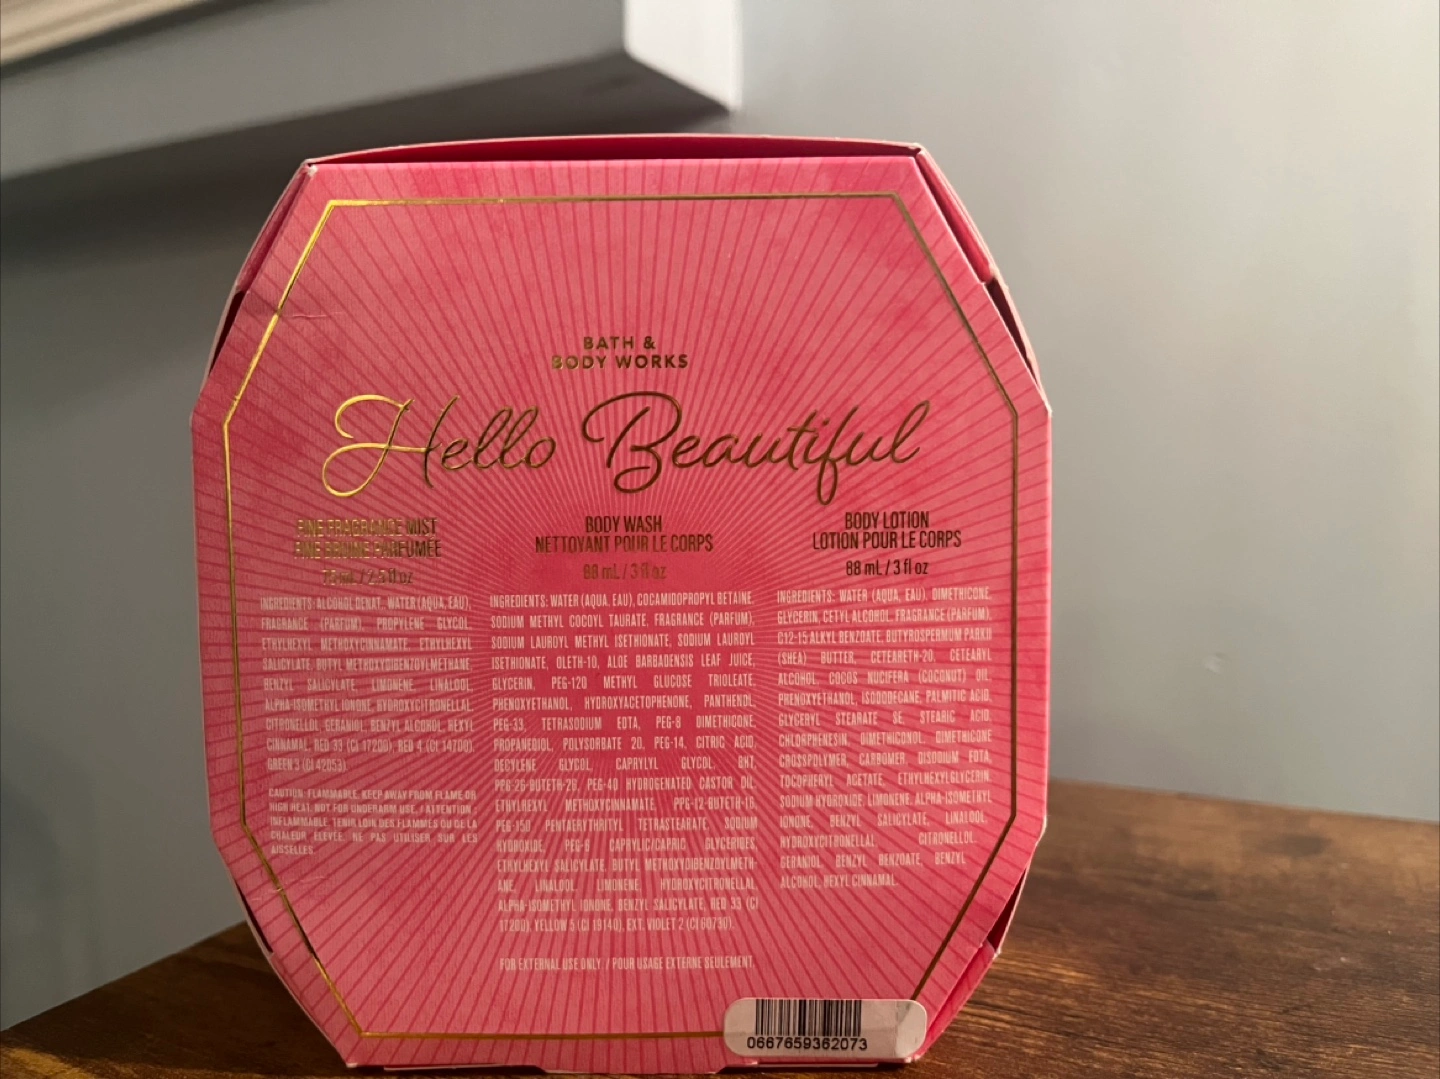 BATH &
BODY WORKS
Hello Beautiful
FINE FRAGRANCE MIST
FINE BRUME PARFUMÉE
75 mL / 2.5 fl oz
INGREDIENTS: ALCOHOL DENAT., WATER (AQUA, EAU),
FRAGRANCE (PARFUM), PROPYLENE GLYCOL,
ETHYLHEXYL METHOXYCINNAMATE, ETHYLHEXYL
SALICYLATE, BUTYL METHOXYDIBENZOYLMETHANE,
BENZYL SALICYLATE, LIMONENE, LINALOOL,
ALPHA-ISOMETHYL IONONE, HYDROXYCITRONELLAL,
CITRONELLOL, GERANIOL, BENZYL ALCOHOL, HEXYL
CINNAMAL, RED 33 (CI 17200), RED 4 (CI 14700),
GREEN 3 (CI 42053).
CAUTION: FLAMMABLE. KEEP AWAY FROM FLAME OR
HIGH HEAT. NOT FOR UNDERARM USE. / ATTENTION :
INFLAMMABLE. TENIR LOIN DES FLAMMES OU DE LA
CHALEUR ÉLEVÉE. NE PAS UTILISER SUR LES
AISSELLES.
BODY WASH
NETTOYANT POUR LE CORPS
88 mL / 3 fl oz
INGREDIENTS: WATER (AQUA, EAU), COCAMIDOPROPYL BETAINE,
SODIUM METHYL COCOYL TAURATE, FRAGRANCE (PARFUM),
SODIUM LAUROYL METHYL ISETHIONATE, SODIUM LAUROYL
ISETHIONATE, OLETH-10, ALOE BARBADENSIS LEAF JUICE,
GLYCERIN, PEG-120 METHYL GLUCOSE TRIOLEATE,
PHENOXYETHANOL, HYDROXYACETOPHENONE, PANTHENOL,
PEG-33, TETRASODIUM EDTA, PEG-8 DIMETHICONE,
PROPANEDIOL, POLYSORBATE 20, PEG-14, CITRIC ACID,
DECYLENE GLYCOL, CAPRYLYL GLYCOL, BHT,
PPG-26-BUTETH-26, PEG-40 HYDROGENATED CASTOR OIL,
ETHYLHEXYL METHOXYCINNAMATE, PPG-12-BUTETH-16,
PEG-150 PENTAERYTHRITYL TETRASTEARATE, SODIUM
HYDROXIDE, PEG-6 CAPRYLIC/CAPRIC GLYCERIDES,
ETHYLHEXYL SALICYLATE, BUTYL METHOXYDIBENZOYLMETH-
ANE, LINALOOL, LIMONENE, HYDROXYCITRONELLAL,
ALPHA-ISOMETHYL IONONE, BENZYL SALICYLATE, RED 33 (CI
17200), YELLOW 5 (CI 19140), EXT. VIOLET 2 (CI 60730).
FOR EXTERNAL USE ONLY. / POUR USAGE EXTERNE SEULEMENT.
BODY LOTION
LOTION POUR LE CORPS
88 mL / 3 fl oz
INGREDIENTS: WATER (AQUA, EAU), DIMETHICONE,
GLYCERIN, CETYL ALCOHOL, FRAGRANCE (PARFUM),
C12-15 ALKYL BENZOATE, BUTYROSPERMUM PARKII
(SHEA) BUTTER, CETEARETH-20, CETEARYL
ALCOHOL, COCOS NUCIFERA (COCONUT) OIL,
PHENOXYETHANOL, ISODODECANE, PALMITIC ACID,
GLYCERYL STEARATE SE, STEARIC ACID,
CHLORPHENESIN, DIMETHICONOL, DIMETHICONE
CROSSPOLYMER, CARBOMER, DISODIUM EDTA,
TOCOPHERYL ACETATE, ETHYLHEXYLGLYCERIN,
SODIUM HYDROXIDE, LIMONENE, ALPHA-ISOMETHYL
IONONE, BENZYL SALICYLATE, LINALOOL,
HYDROXYCITRONELLAL, CITRONELLOL,
GERANIOL, BENZYL BENZOATE, BENZYL
ALCOHOL, HEXYL CINNAMAL.
0667659362073